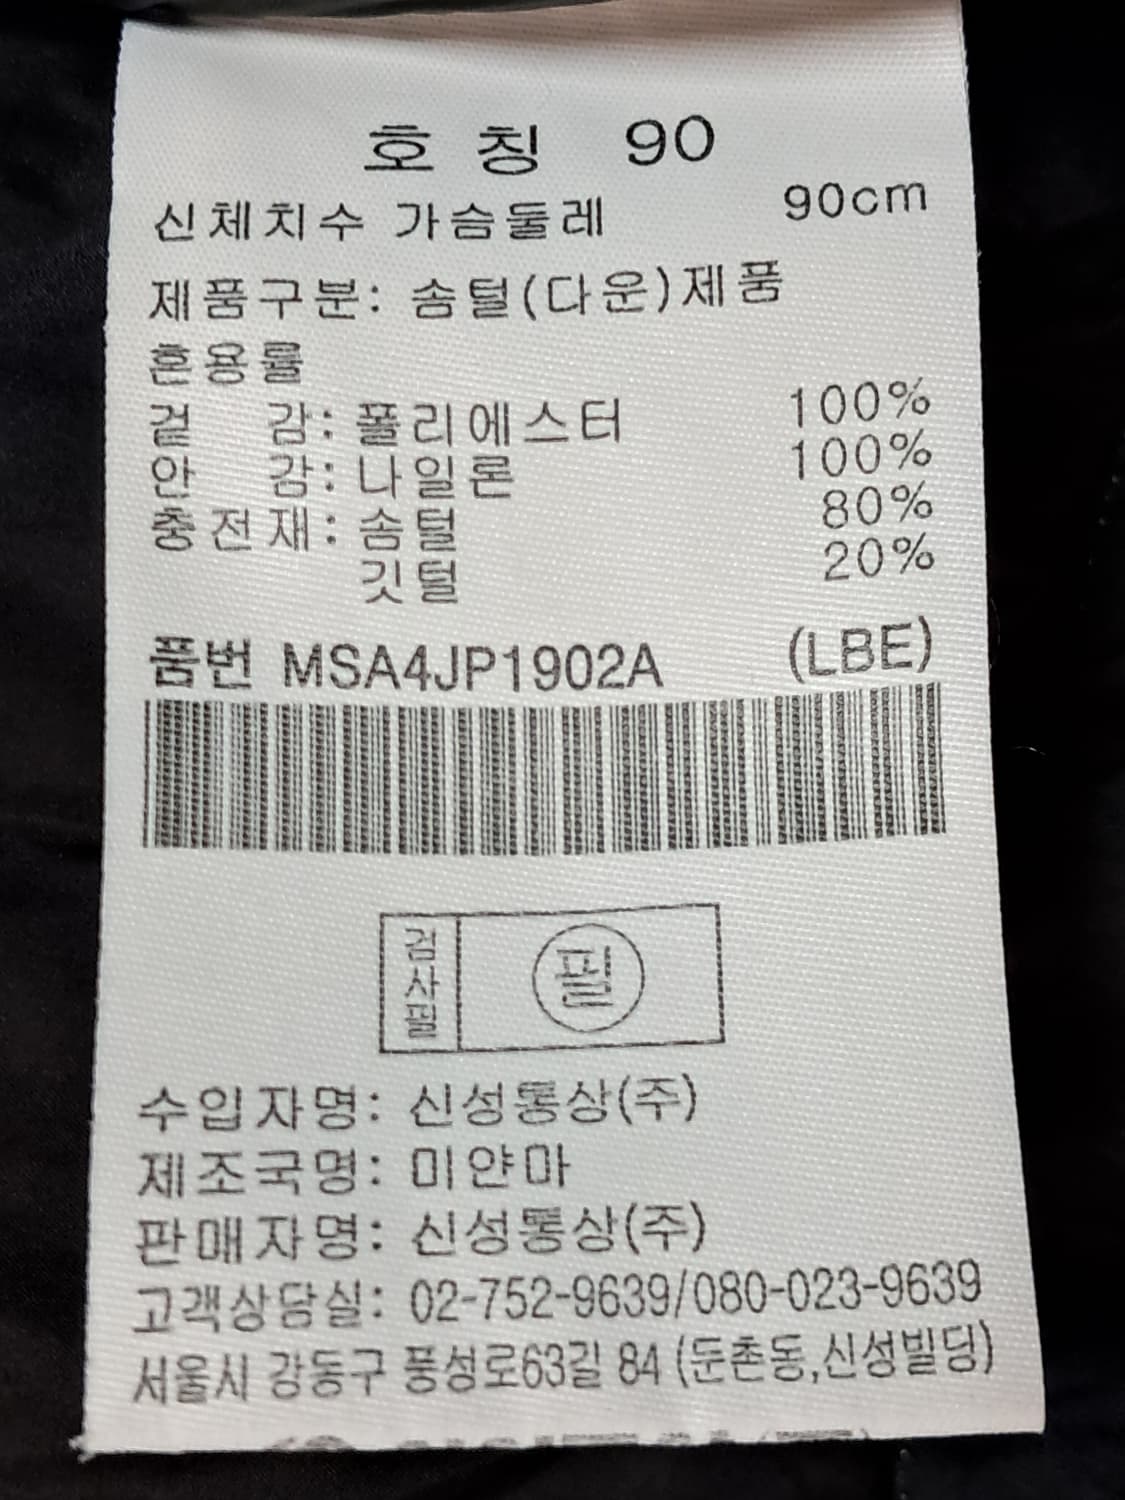 호칭 90
신체치수 가슴둘레 90cm
제품구분: 솜털(다운)제품
혼용률
겉 감: 폴리에스터 100%
안 감: 나일론 100%
충전재: 솜털 80%
깃털 20%
품번 MSA4JP1902A (LBE)
검사필 필
수입자명: 신성통상(주)
제조국명: 미얀마
판매자명: 신성통상(주)
고객상담실: 02-752-9639/080-023-9639
서울시 강동구 풍성로63길 84 (둔촌동,신성빌딩)